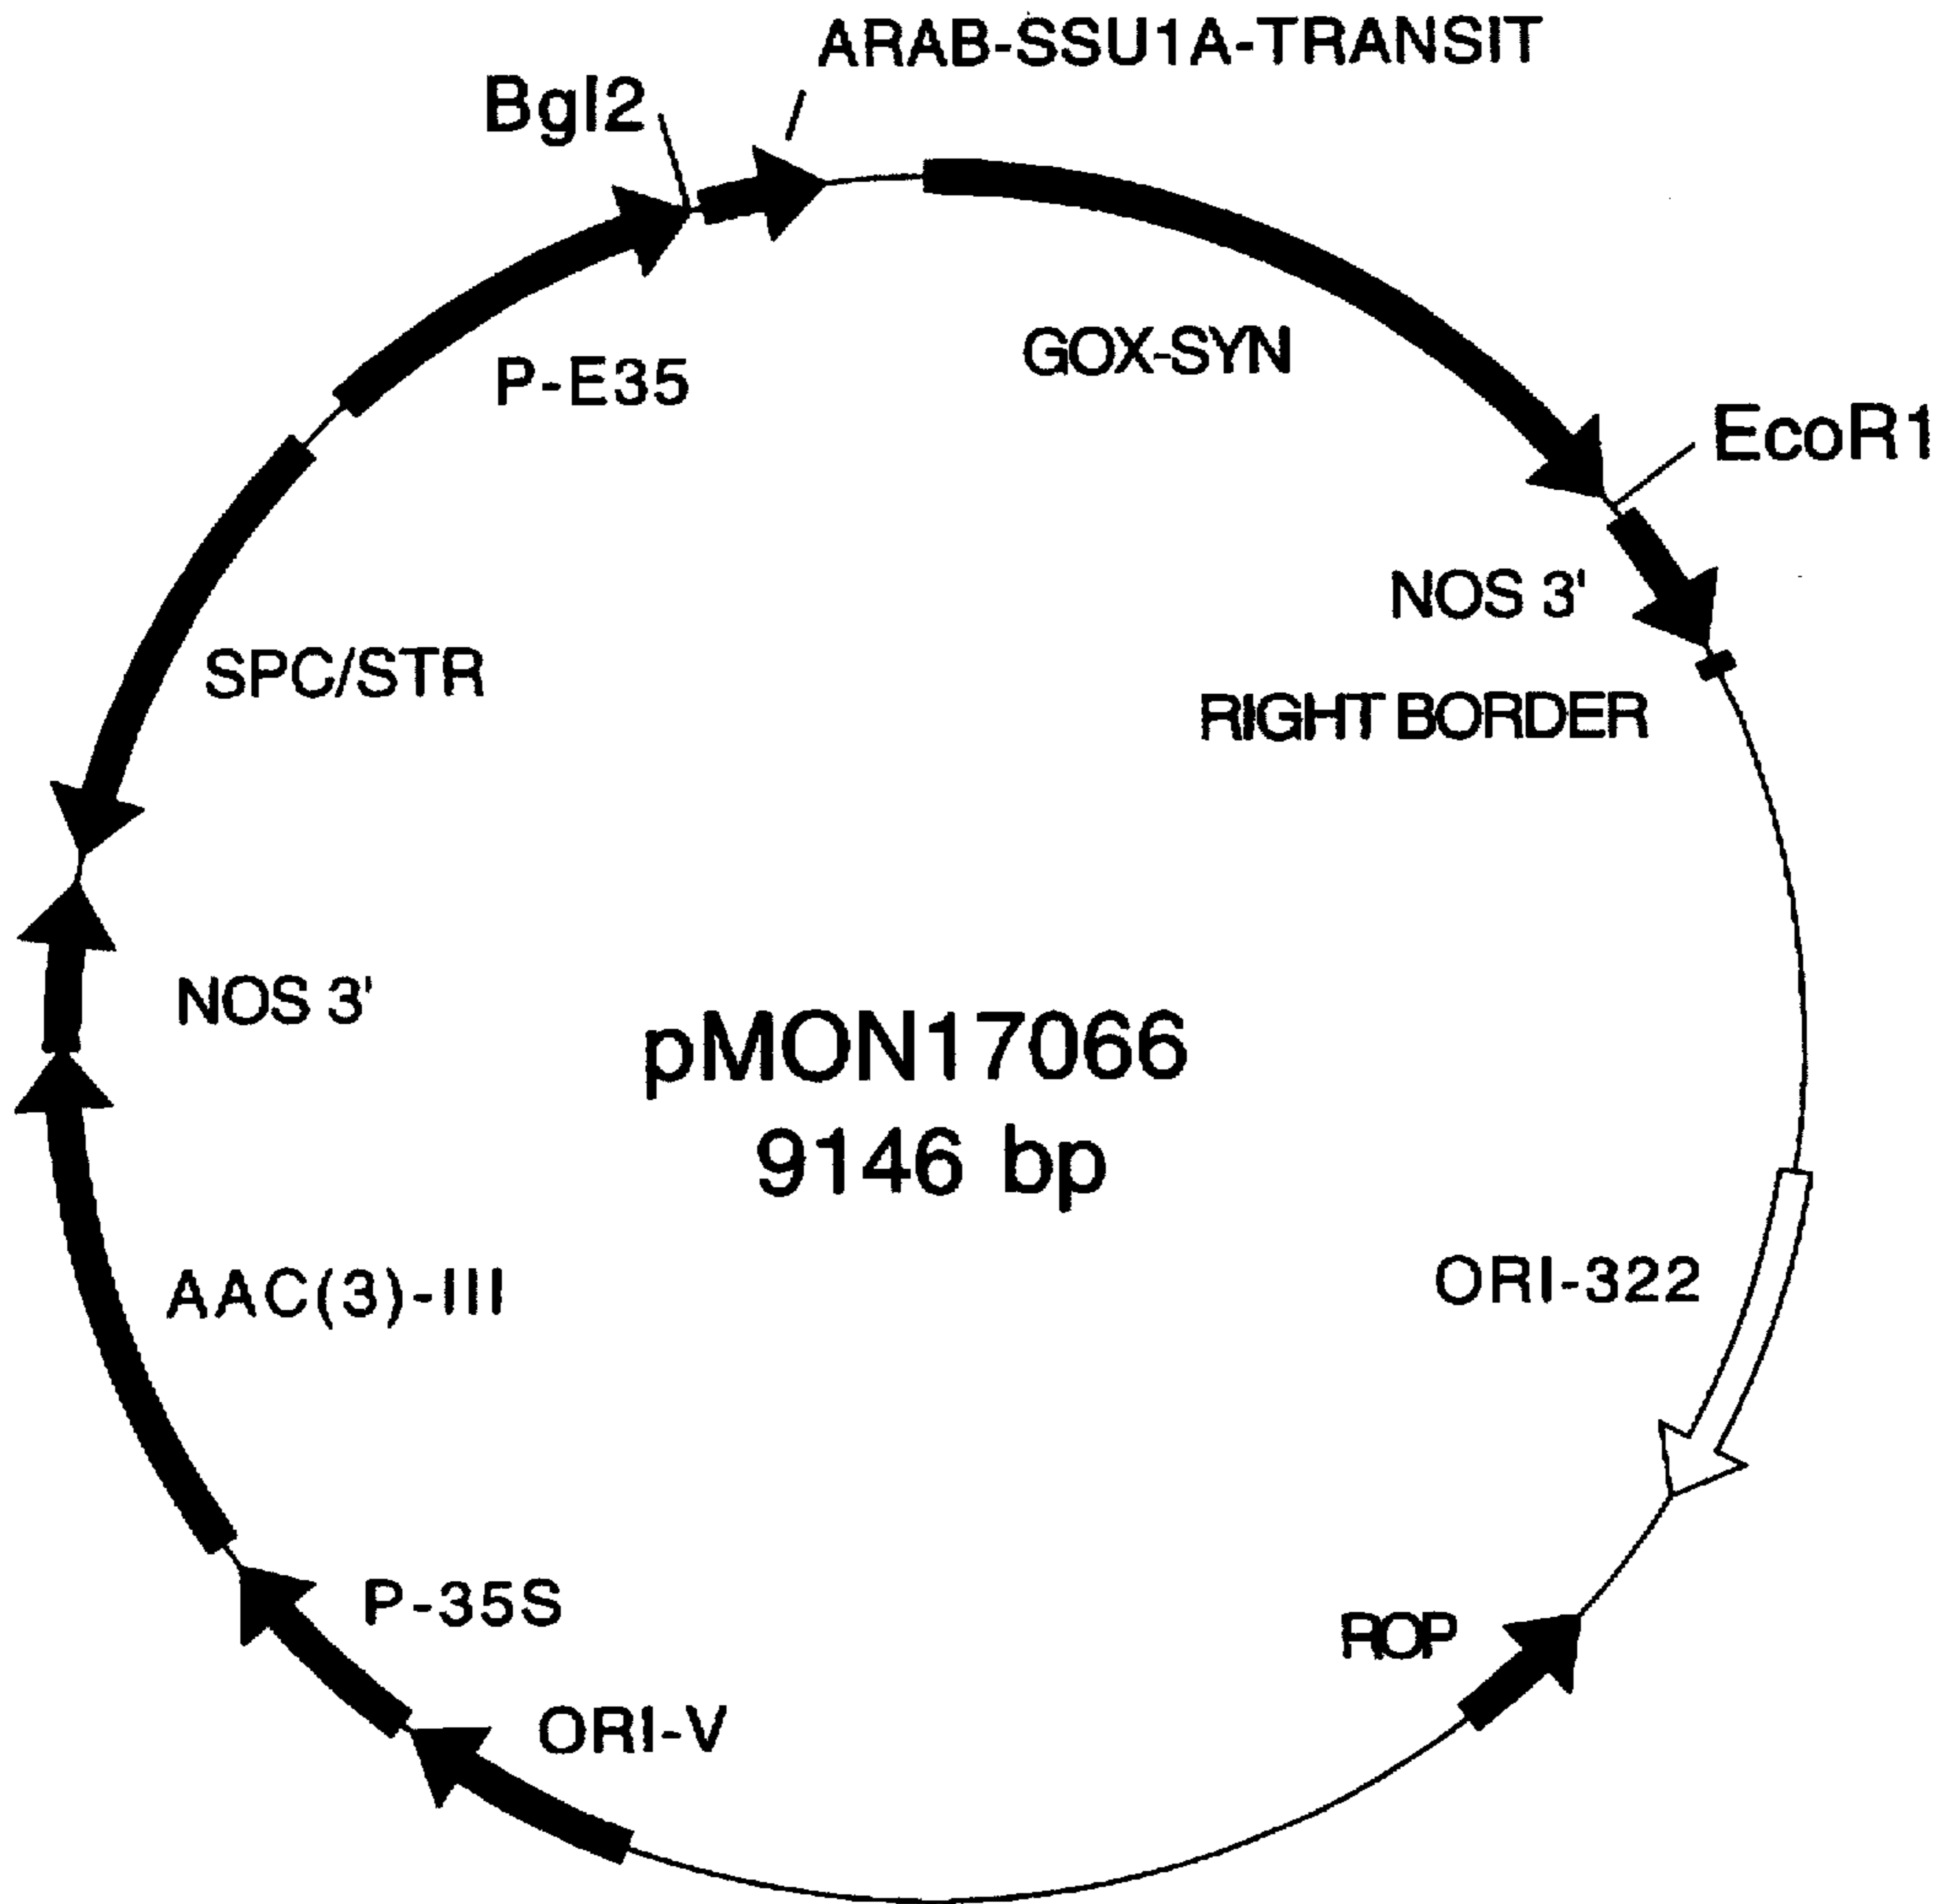 ARAB-SSU1A-TRANSIT
Bgl2
GOX-SYN
P-E35
EcoR1
NOS 3'
SPC/STR
RIGHT BORDER
NOS 3'
pMON17066
9146 bp
ORI-322
AAC(3)-III
P-35S
ROP
ORI-V